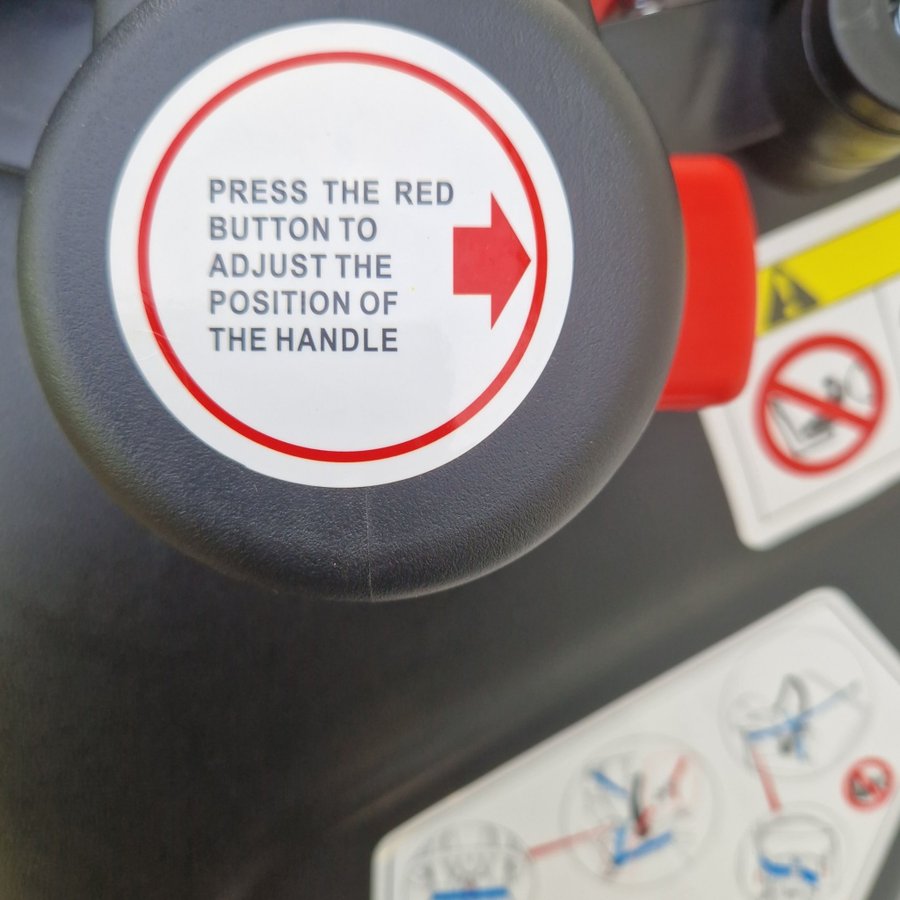 PRESS THE RED
BUTTON TO
ADJUST THE
POSITION OF
THE HANDLE